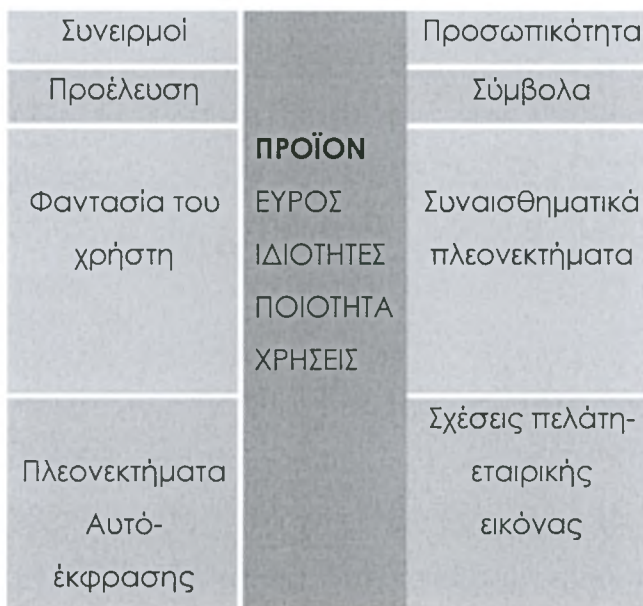 Συνειρμοί
Προέλευση
Φαντασία του
χρήστη
Πλεονεκτήματα
Αυτό-
έκφρασης
ΠΡΟΪΟΝ
ΕΥΡΟΣ
ΙΔΙΟΤΗΤΕΣ
ΠΟΙΟΤΗΤΑ
ΧΡΗΣΕΙΣ
Προσωπικότητα
Σύμβολα
Συναισθηματικά
πλεονεκτήματα
Σχέσεις πελάτη-
εταιρικής
εικόνας